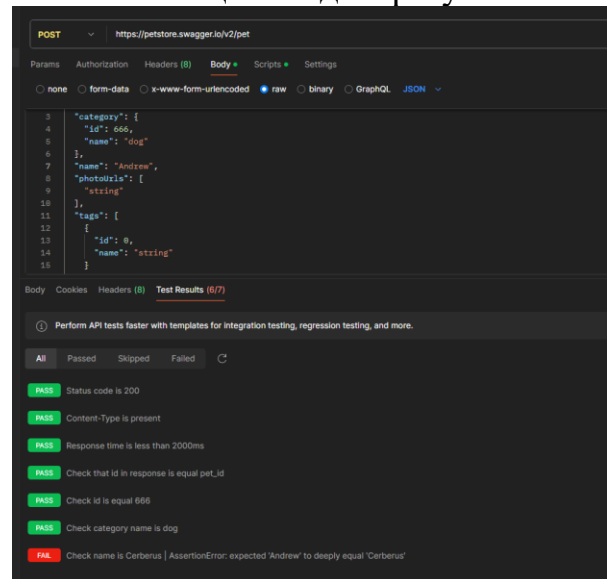 POST https://petstore.swagger.io/v2/pet
Params Authorization Headers (8) Body Scripts Settings
none form-data x-www-form-urlencoded raw binary GraphQL JSON
3 "category": {
4 "id": 666,
5 "name": "dog"
6 },
7 "name": "Andrew",
8 "photoUrls": [
9 "string"
10 ],
11 "tags": [
12 {
13 "id": 0,
14 "name": "string"
15 }
Body Cookies Headers (8) Test Results (6/7)
Perform API tests faster with templates for integration testing, regression testing, and more.
All Passed Skipped Failed
PASS Status code is 200
PASS Content-Type is present
PASS Response time is less than 2000ms
PASS Check that id in response is equal pet_id
PASS Check id is equal 666
PASS Check category name is dog
FAIL Check name is Cerberus | AssertionError: expected 'Andrew' to deeply equal 'Cerberus'